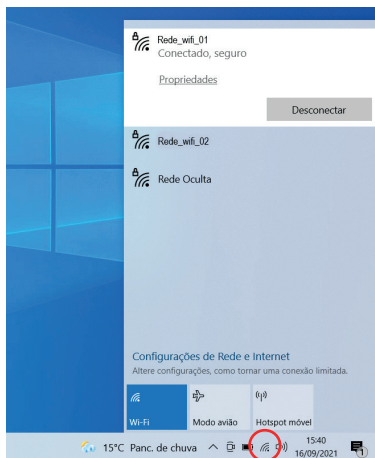 Rede_wifi_01
Conectado, seguro
Propriedades
Desconectar
Rede_wifi_02
Rede Oculta
Configurações de Rede e Internet
Altere configurações, como tornar uma conexão limitada.
Wi-Fi
Modo avião
Hotspot móvel
15°C Panc. de chuva
15:40
16/09/2021
1